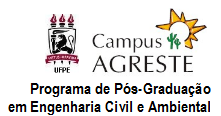 UFPE
Campus
AGRESTE
Programa de Pós-Graduação
em Engenharia Civil e Ambiental